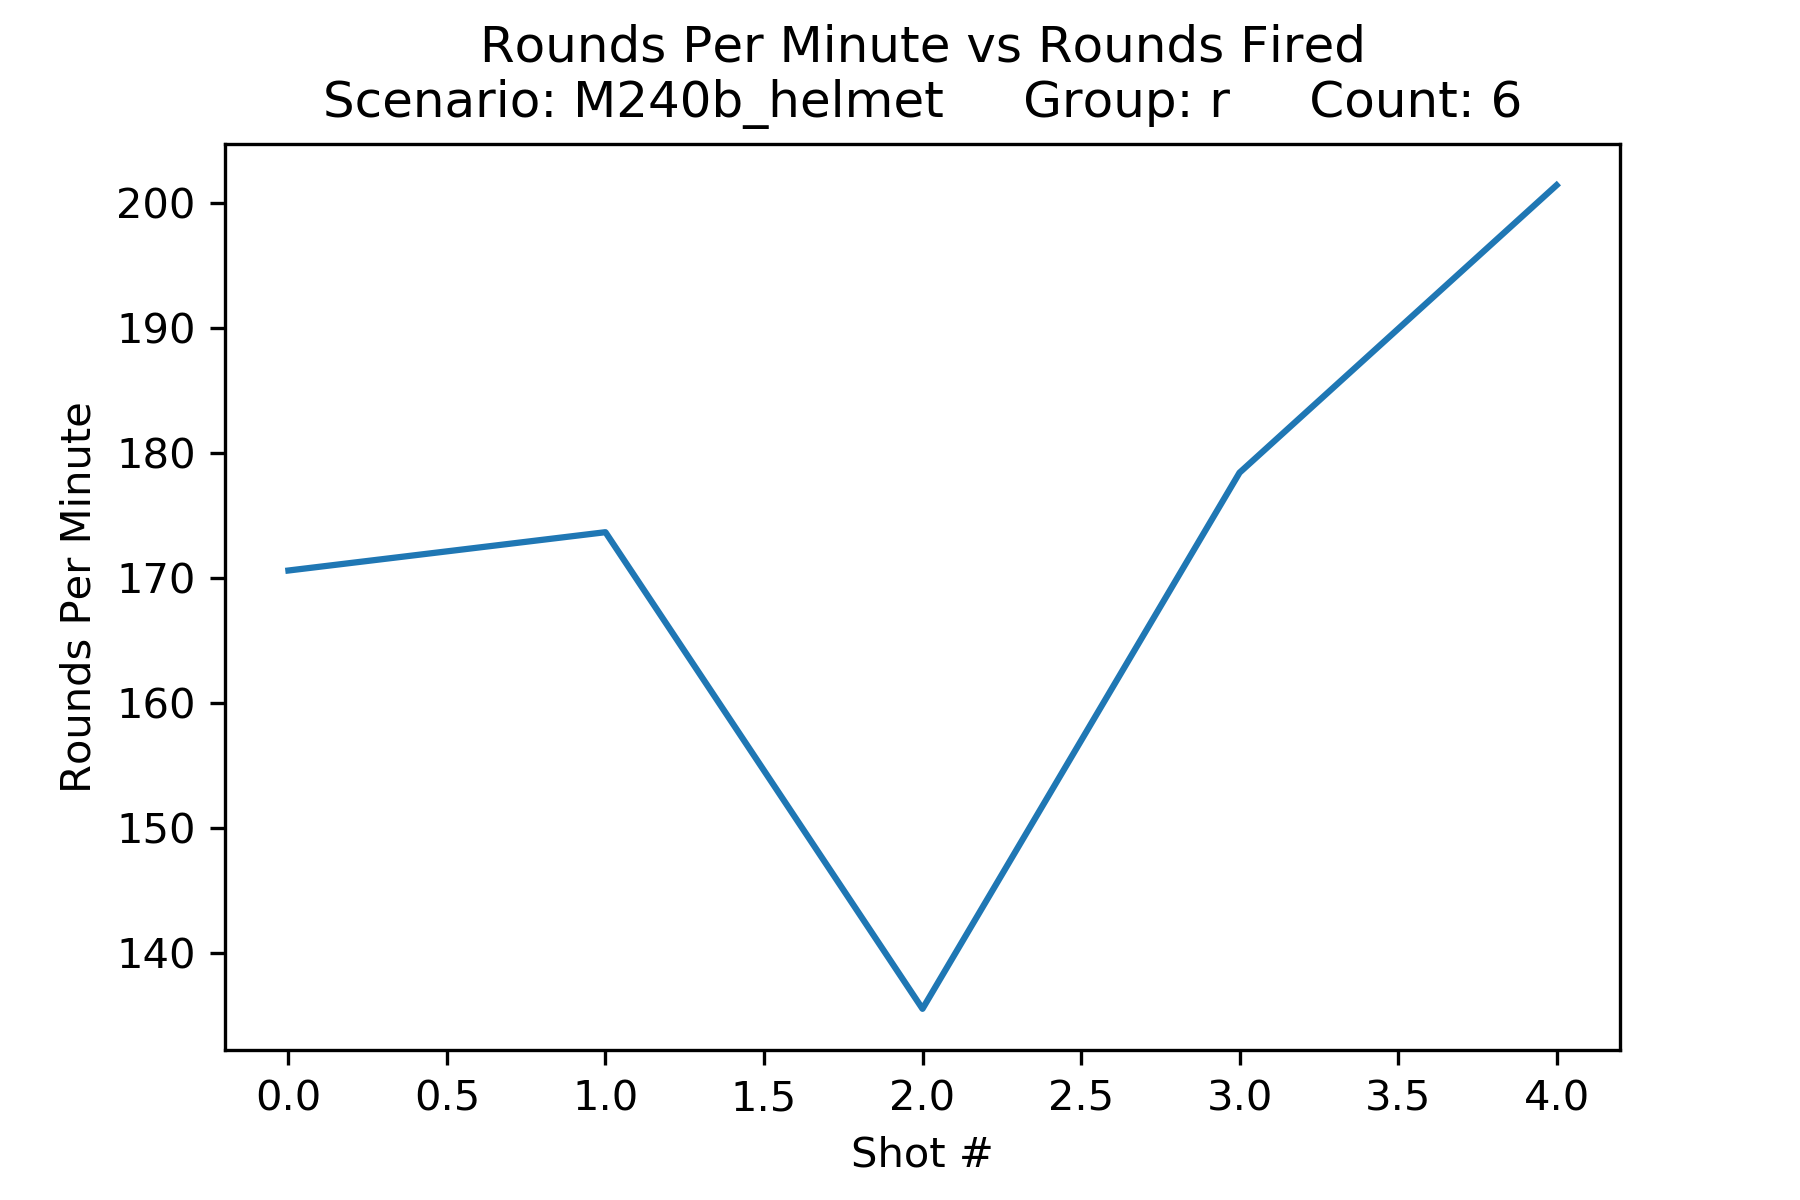 Rounds Per Minute vs Rounds Fired
Scenario: M240b_helmet     Group: r     Count: 6
200
190
180
170
160
150
140
Rounds Per Minute
0.0 0.5 1.0 1.5 2.0 2.5 3.0 3.5 4.0
Shot #